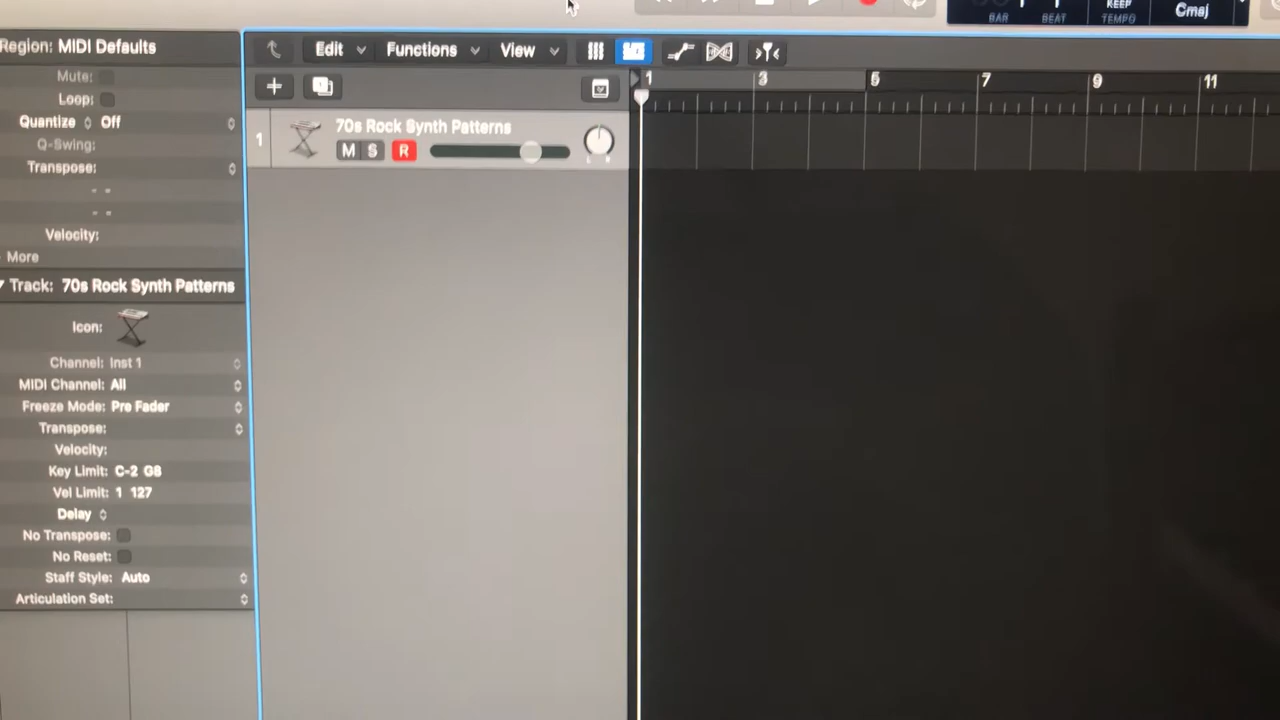 KEEP
BAR BEAT TEMPO Cmaj
Region: MIDI Defaults
Edit Functions View
Mute:
1 3 5 7 9 11
Loop:
Quantize Off
1 70s Rock Synth Patterns
Q-Swing:
M S R
L R
Transpose:
- -
- -
Velocity:
More
Track: 70s Rock Synth Patterns
Icon:
Channel: Inst 1
MIDI Channel: All
Freeze Mode: Pre Fader
Transpose:
Velocity:
Key Limit: C-2 G8
Vel Limit: 1 127
Delay
No Transpose:
No Reset:
Staff Style: Auto
Articulation Set: